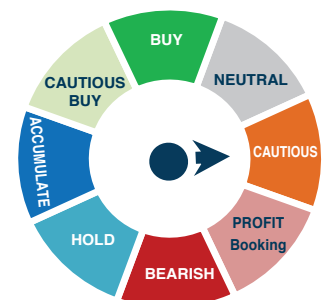 BUY
NEUTRAL
CAUTIOUS
PROFIT
Booking
BEARISH
HOLD
ACCUMULATE
CAUTIOUS
BUY